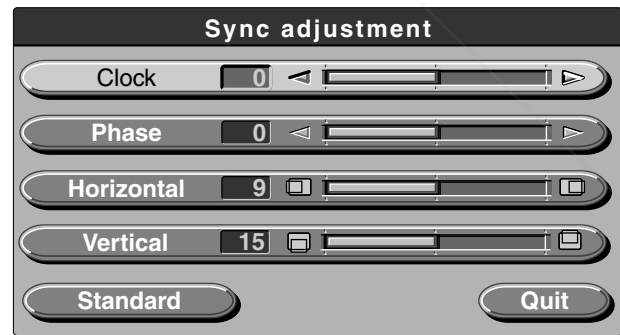 Sync adjustment
Clock 0
Phase 0
Horizontal 9
Vertical 15
Standard Quit